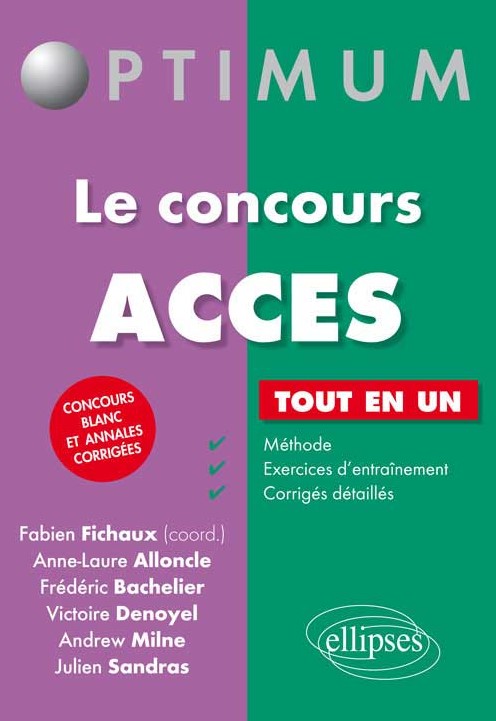 OPTIMUM
Le concours
ACCES
TOUT EN UN
CONCOURS
BLANC
ET ANNALES
CORRIGÉES
✔ Méthode
✔ Exercices d'entraînement
✔ Corrigés détaillés
Fabien Fichaux (coord.)
Anne-Laure Alloncle
Frédéric Bachelier
Victoire Denoyel
Andrew Milne
Julien Sandras
ellipses